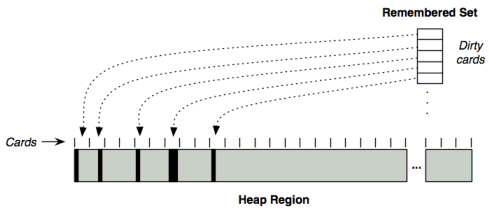 Remembered Set
Dirty
cards
Cards
...
Heap Region